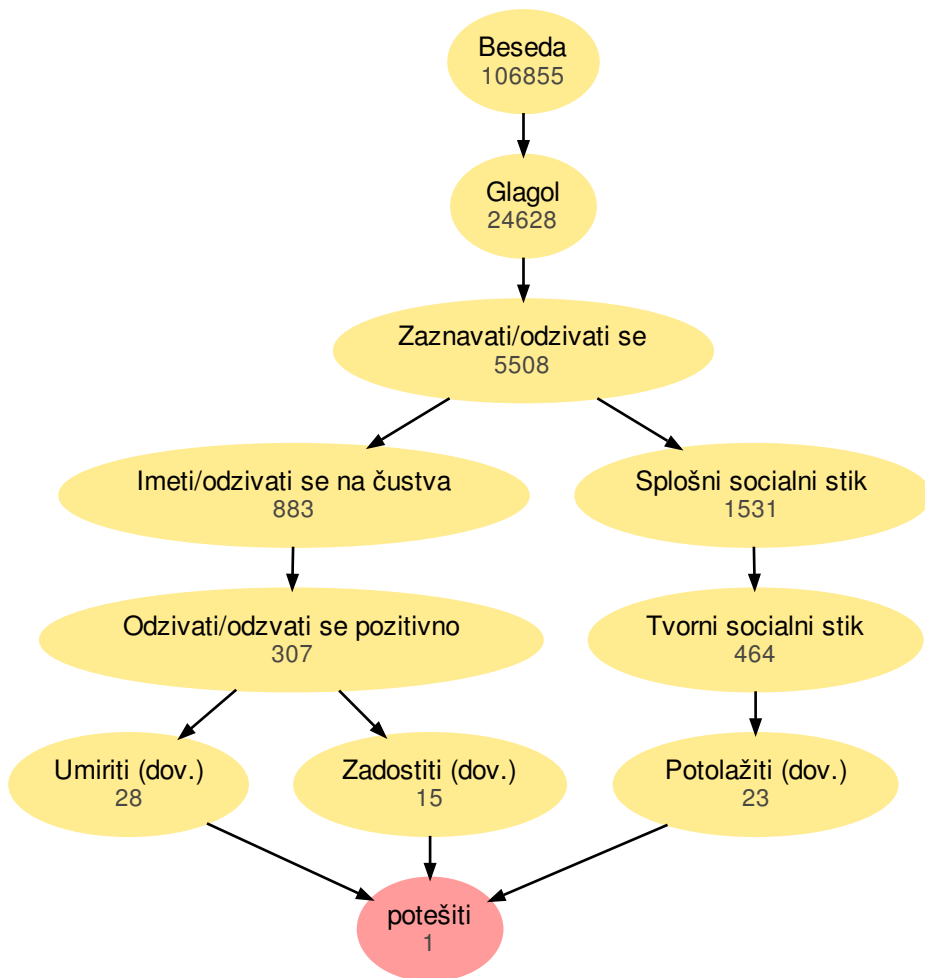 Beseda
106855
Glagol
24628
Zaznavati/odzivati se
5508
Imeti/odzivati se na čustva
883
Splošni socialni stik
1531
Odzivati/odzvati se pozitivno
307
Tvorni socialni stik
464
Umiriti (dov.)
28
Zadostiti (dov.)
15
Potolažiti (dov.)
23
potešiti
1